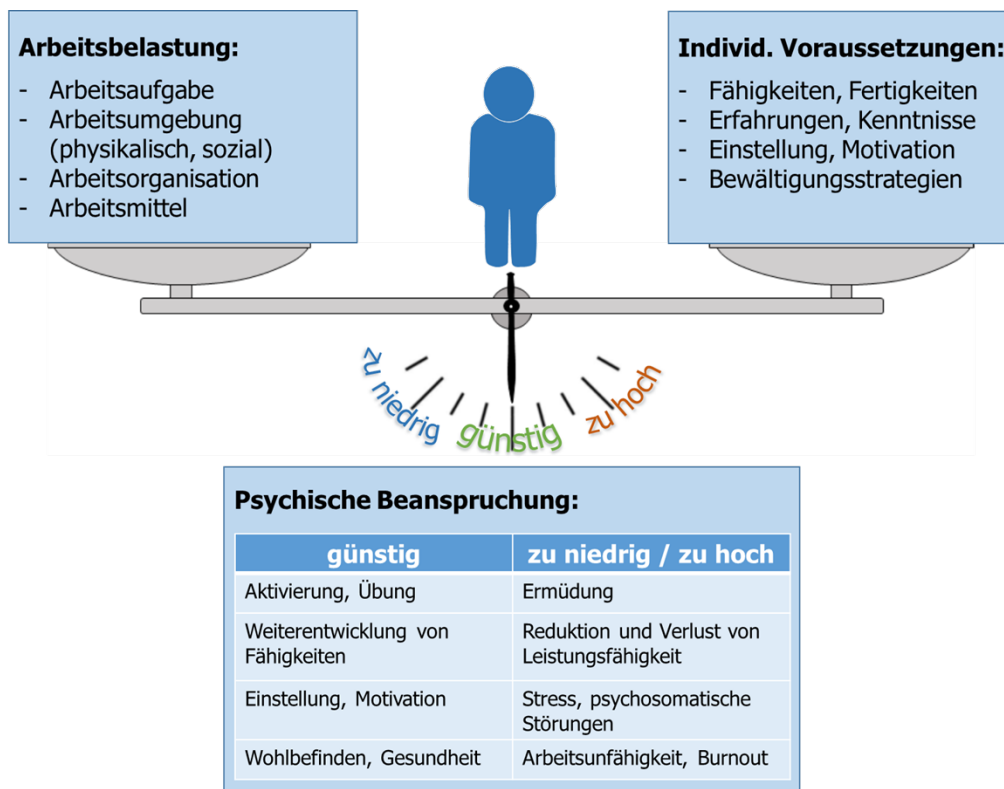 Arbeitsbelastung:
- Arbeitsaufgabe
- Arbeitsumgebung
(physikalisch, sozial)
- Arbeitsorganisation
- Arbeitsmittel
Individ. Voraussetzungen:
- Fähigkeiten, Fertigkeiten
- Erfahrungen, Kenntnisse
- Einstellung, Motivation
- Bewältigungsstrategien
zu niedrig
günstig
zu hoch
Psychische Beanspruchung:
günstig
zu niedrig / zu hoch
Aktivierung, Übung
Ermüdung
Weiterentwicklung von
Fähigkeiten
Reduktion und Verlust von
Leistungsfähigkeit
Einstellung, Motivation
Stress, psychosomatische
Störungen
Wohlbefinden, Gesundheit
Arbeitsunfähigkeit, Burnout